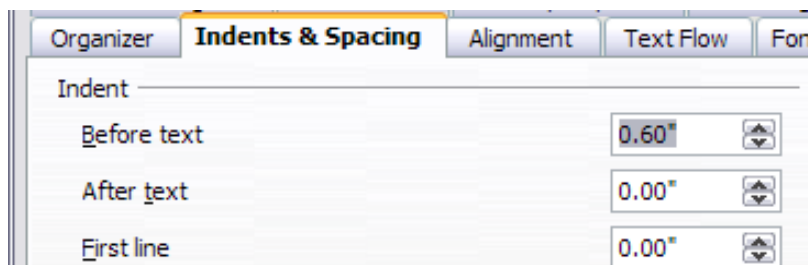 Organizer Indents & Spacing Alignment Text Flow
Indent
Before text 0.60"
After text 0.00"
First line 0.00"